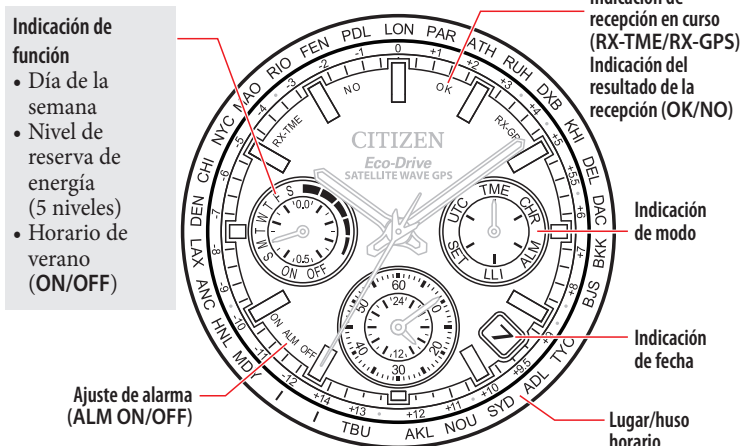 Indicación de
función
• Día de la
semana
• Nivel de
reserva de
energía
(5 niveles)
• Horario de
verano
(ON/OFF)
Indicación de
recepción en curso
(RX-TME/RX-GPS)
Indicación del
resultado de la
recepción (OK/NO)
Indicación
de modo
Indicación
de fecha
Lugar/huso
horario
Ajuste de alarma
(ALM ON/OFF)
LON PAR ATH RUH DXB KHI DEL DAC BKK BJS TYO ADL SYD NOU AKL TBU MDY HNL ANC LAX DEN CHI NYC MAO RIO FEN PDL
0 +1 +2 +3 +4 +5 +5.5 +6 +7 +8 +9 +9.5 +10 +11 +12 +13 +14 -12 -11 -10 -9 -8 -7 -6 -5 -4 -3 -2 -1
NO
OK
RX-TME
RX-GPS
CITIZEN
Eco-Drive
SATELLITE WAVE GPS
S M T W T F S
0.0
0.5
ON OFF
UTC TME CHR ALM LLI SET
60 10 20 30 40 50
24
12
ON ALM OFF